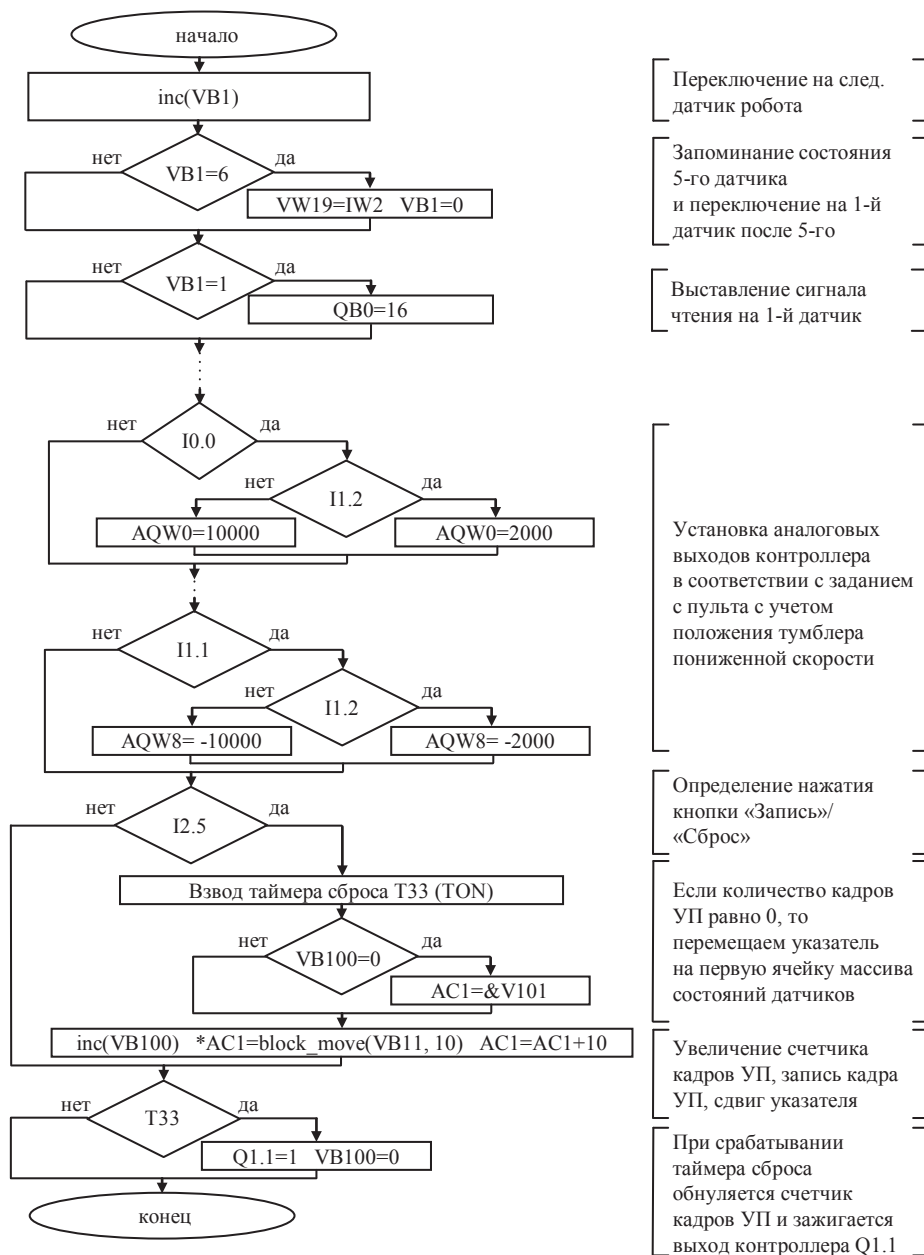 начало
inc(VB1)
Переключение на след.
датчик робота
нет
да
VB1=6
VW19=IW2 VB1=0
Запоминание состояния
5-го датчика
и переключение на 1-й
датчик после 5-го
нет
да
VB1=1
QB0=16
Выставление сигнала
чтения на 1-й датчик
нет
да
I0.0
нет
да
I1.2
AQW0=10000
AQW0=2000
нет
да
I1.1
нет
да
I1.2
AQW8= -10000
AQW8= -2000
Установка аналоговых
выходов контроллера
в соответствии с заданием
с пульта с учетом
положения тумблера
пониженной скорости
нет
да
I2.5
Определение нажатия
кнопки «Запись»/
«Сброс»
Взвод таймера сброса T33 (TON)
нет
да
VB100=0
AC1=&V101
Если количество кадров
УП равно 0, то
перемещаем указатель
на первую ячейку массива
состояний датчиков
inc(VB100) *AC1=block_move(VB11, 10) AC1=AC1+10
Увеличение счетчика
кадров УП, запись кадра
УП, сдвиг указателя
нет
да
T33
Q1.1=1 VB100=0
При срабатывании
таймера сброса
обнуляется счетчик
кадров УП и зажигается
выход контроллера Q1.1
конец